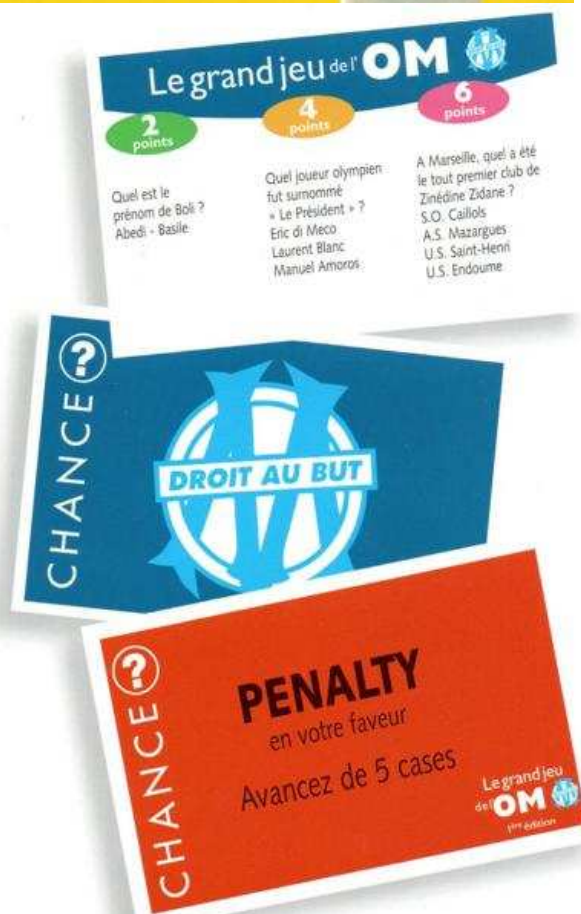 Le grand jeu de l'OM
2
points
Quel est le
prénom de Boli ?
Abedi - Basile
4
points
Quel joueur olympien
fut surnommé
« Le Président » ?
Eric di Meco
Laurent Blanc
Manuel Amoros
6
points
A Marseille, quel a été
le tout premier club de
Zinédine Zidane ?
S.O. Caillols
A.S. Mazargues
U.S. Saint-Henri
U.S. Endoume
CHANCE ?
DROIT AU BUT
CHANCE ?
PENALTY
en votre faveur
Avancez de 5 cases
Le grand jeu
de l'OM
1ère édition